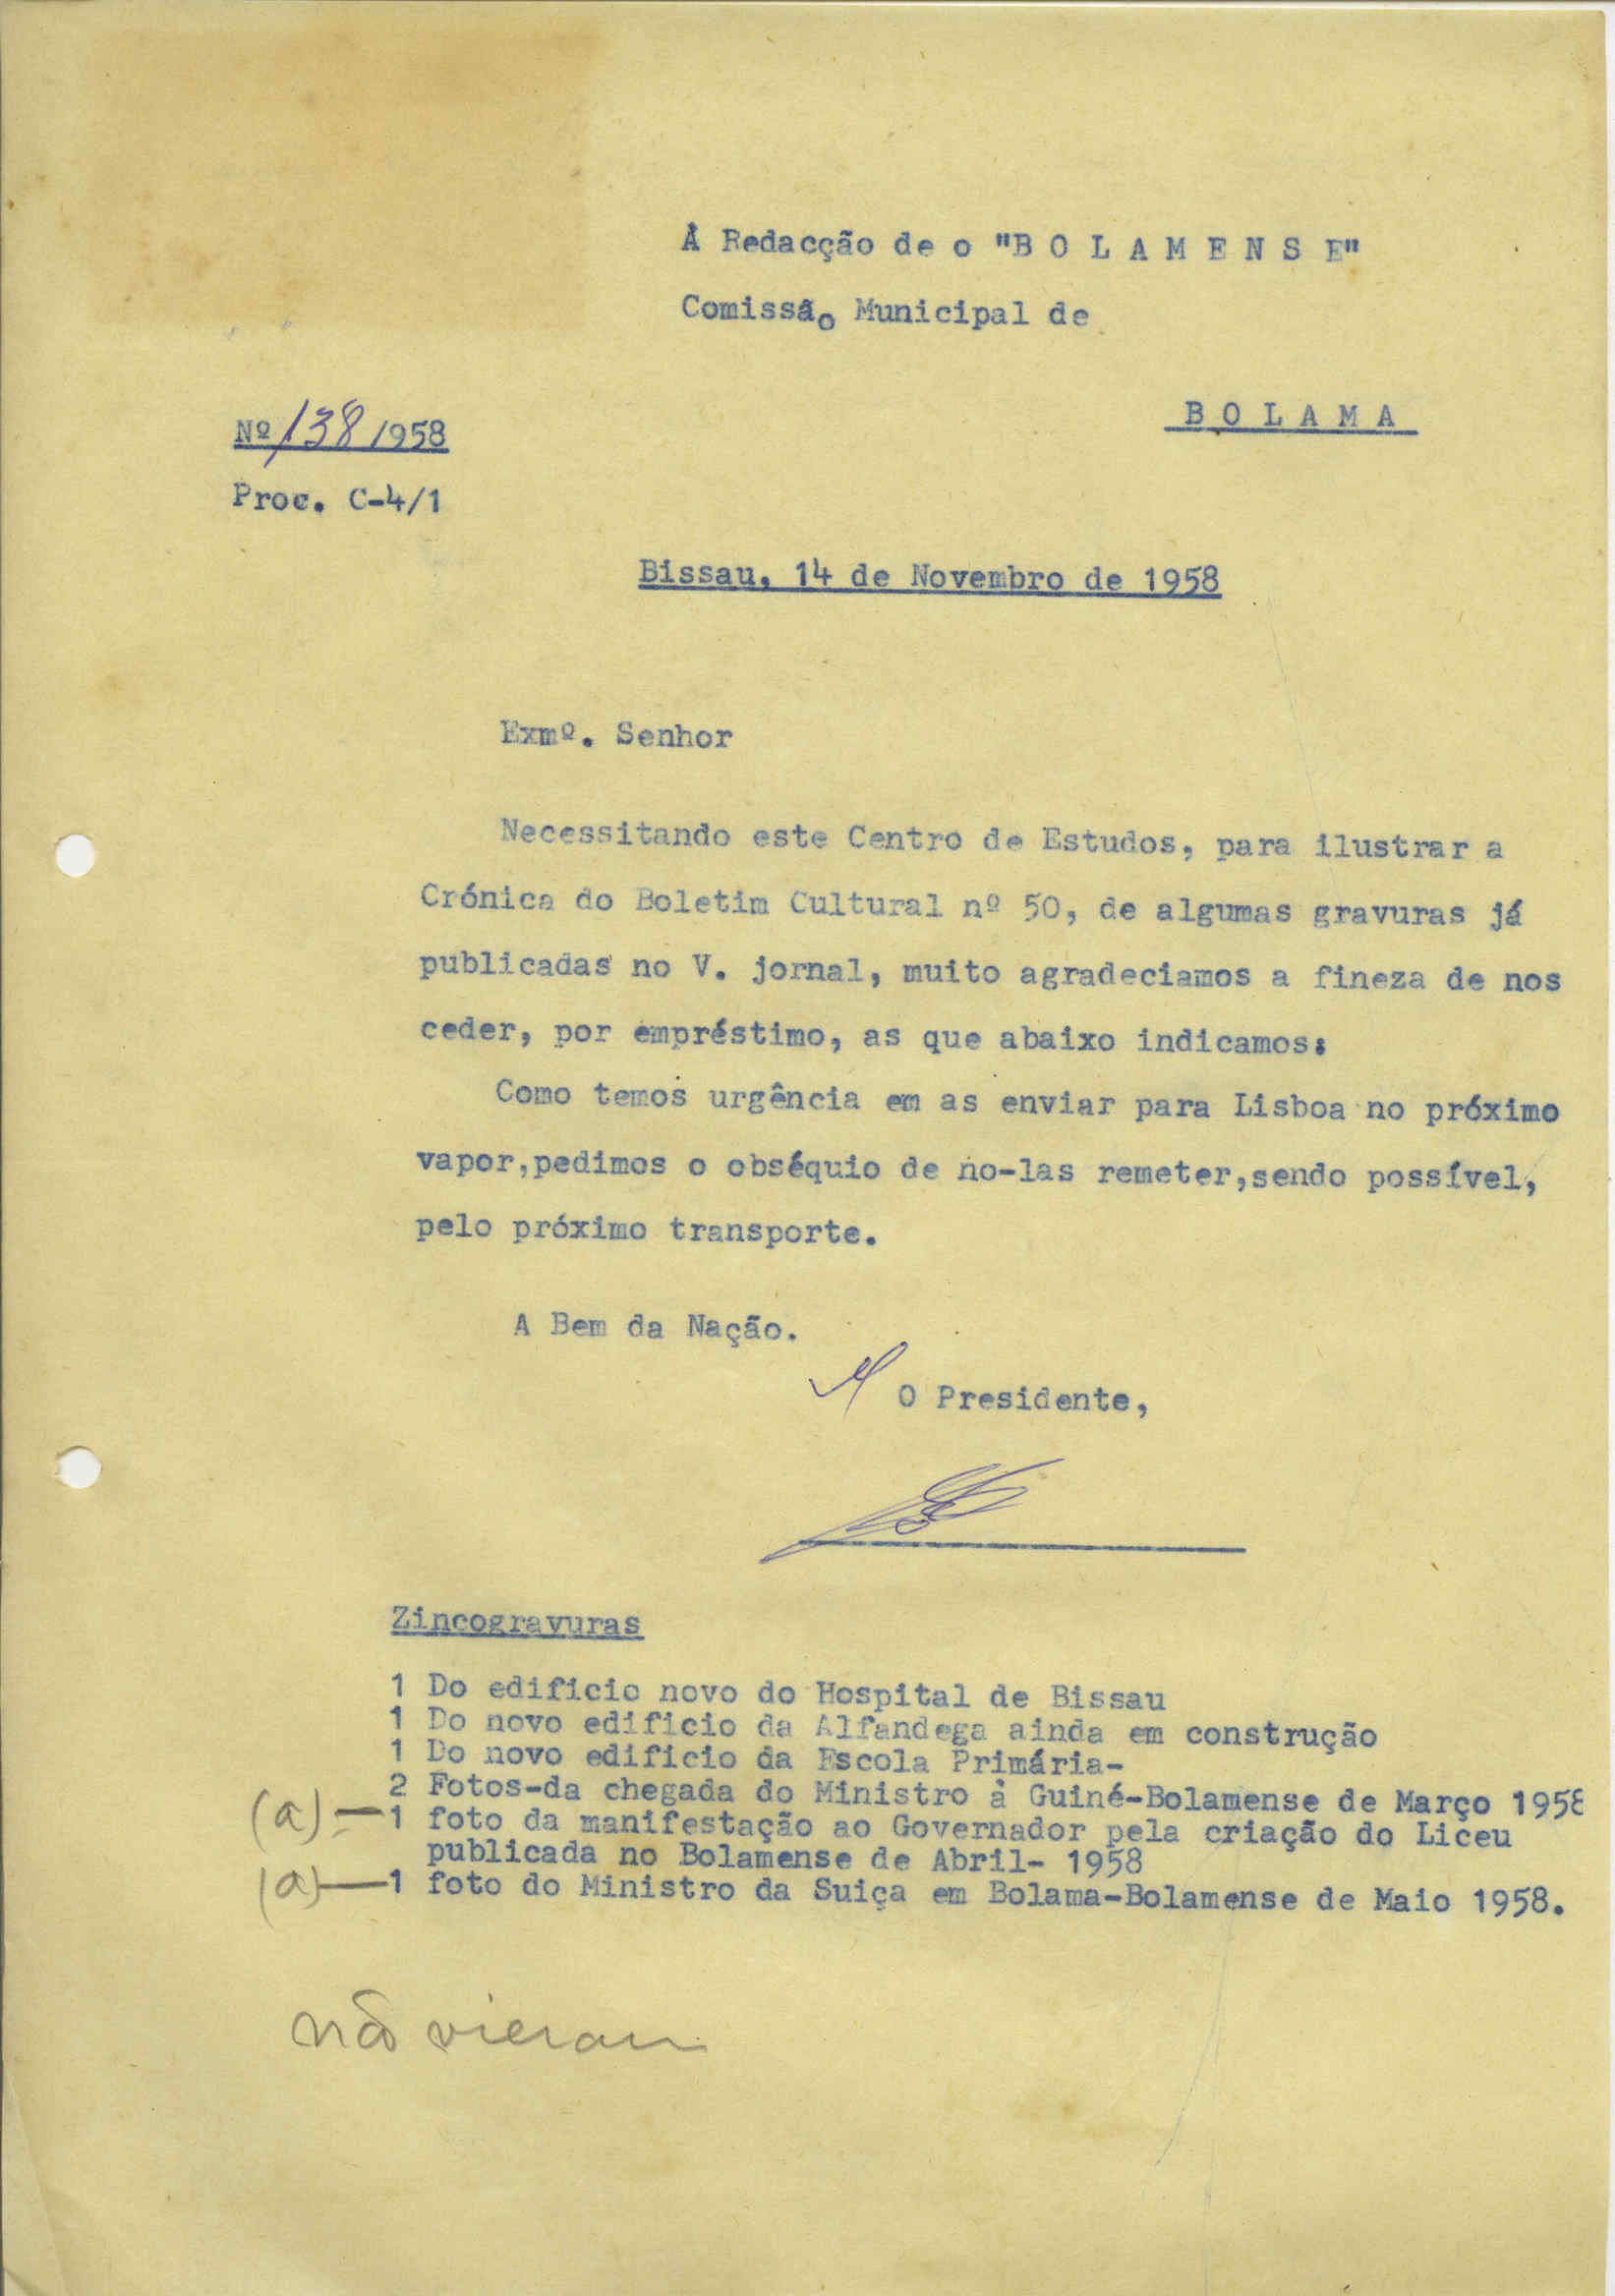 À Redacção de o "B O L A M E N S E"
Comissão Municipal de
B O L A M A
Nº 138/1958
Proc. C-4/1
Bissau, 14 de Novembro de 1958
Exmº. Senhor
Necessitando este Centro de Estudos, para ilustrar a
Crónica do Boletim Cultural nº 50, de algumas gravuras já
publicadas no V. jornal, muito agradeciamos a fineza de nos
ceder, por empréstimo, as que abaixo indicamos:
Como temos urgência em as enviar para Lisboa no próximo
vapor,pedimos o obséquio de no-las remeter,sendo possível,
pelo próximo transporte.
A Bem da Nação.
O Presidente,
Zincogravuras
1 Do edificio novo do Hospital de Bissau
1 Do novo edificio da Alfandega ainda em construção
1 Do novo edificio da Escola Primária-
2 Fotos-da chegada do Ministro à Guiné-Bolamense de Março 1958
(a) — 1 foto da manifestação ao Governador pela criação do Liceu
publicada no Bolamense de Abril- 1958
(a) — 1 foto do Ministro da Suiça em Bolama-Bolamense de Maio 1958.
não vieram